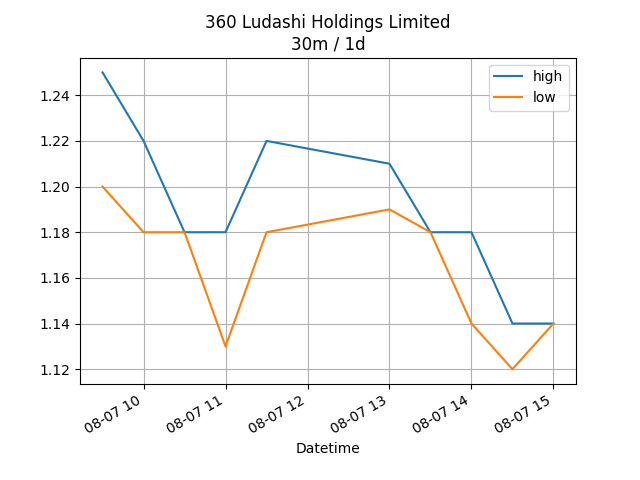 360 Ludashi Holdings Limited
30m / 1d
high
low
1.24
1.22
1.20
1.18
1.16
1.14
1.12
08-07 10
08-07 11
08-07 12
08-07 13
08-07 14
08-07 15
Datetime